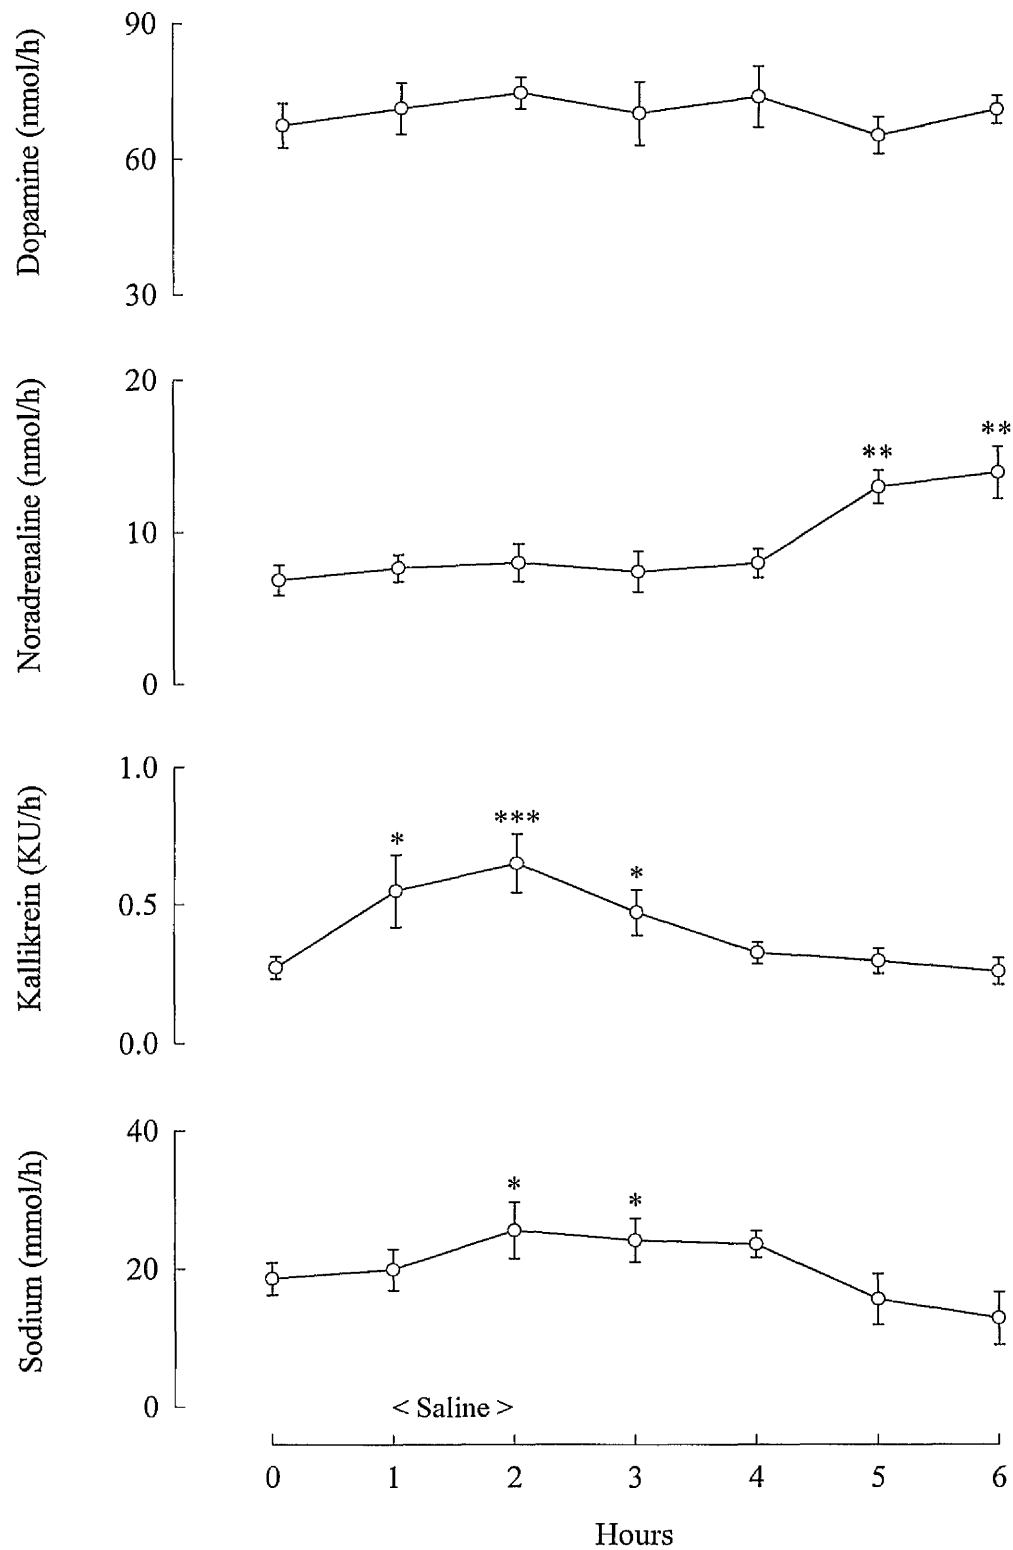 Dopamine (nmol/h)
90
60
30
Noradrenaline (nmol/h)
20
10
0
**
**
Kallikrein (KU/h)
1.0
0.5
0.0
*
***
*
Sodium (mmol/h)
40
20
0
*
*
< Saline >
0 1 2 3 4 5 6
Hours